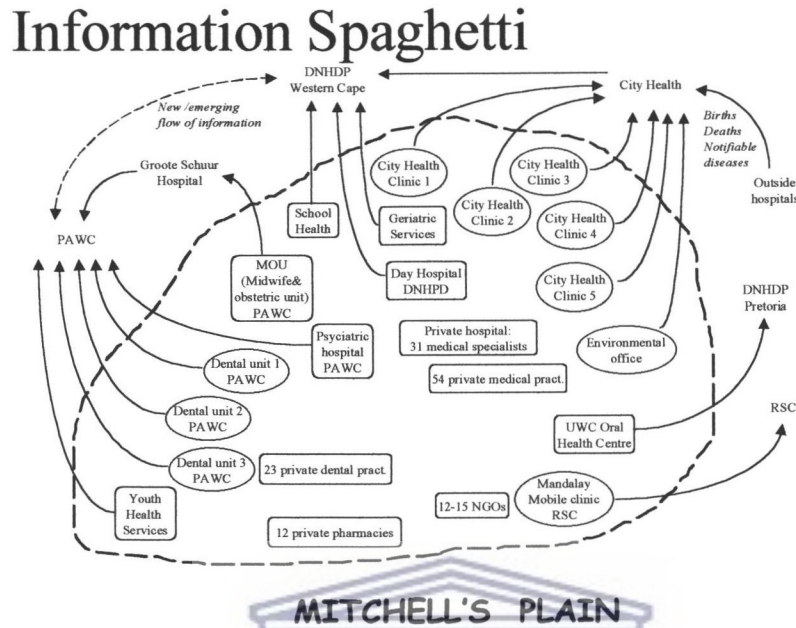 Information Spaghetti
DNHDP
Western Cape
City Health
New /emerging
flow of information
Births
Deaths
Notifiable
diseases
Groote Schuur
Hospital
City Health
Clinic 1
City Health
Clinic 3
Outside
hospitals
School
Health
Geriatric
Services
City Health
Clinic 2
City Health
Clinic 4
PAWC
MOU
(Midwife&
obstetric unit)
PAWC
Day Hospital
DNHPD
City Health
Clinic 5
DNHDP
Pretoria
Psyciatric
hospital
PAWC
Private hospital:
31 medical specialists
Environmental
office
Dental unit 1
PAWC
54 private medical pract.
Dental unit 2
PAWC
UWC Oral
Health Centre
RSC
Dental unit 3
PAWC
23 private dental pract.
Youth
Health
Services
12-15 NGOs
Mandalay
Mobile clinic
RSC
12 private pharmacies
MITCHELL'S PLAIN